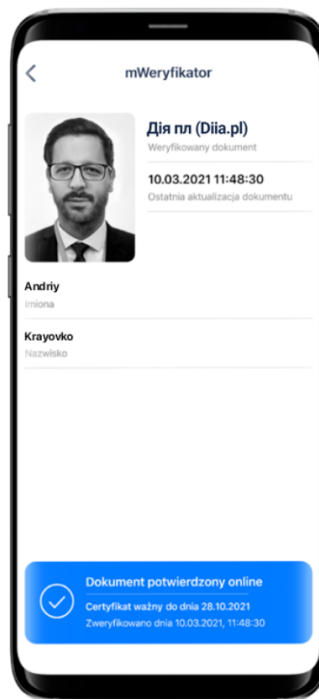 mWeryfikator
Дія пл (Diia.pl)
Weryfikowany dokument
10.03.2021 11:48:30
Ostatnia aktualizacja dokumentu
Andriy
Imiona
Krayovko
Nazwisko
Dokument potwierdzony online
Certyfikat ważny do dnia 28.10.2021
Zweryfikowano dnia 10.03.2021, 11:48:30